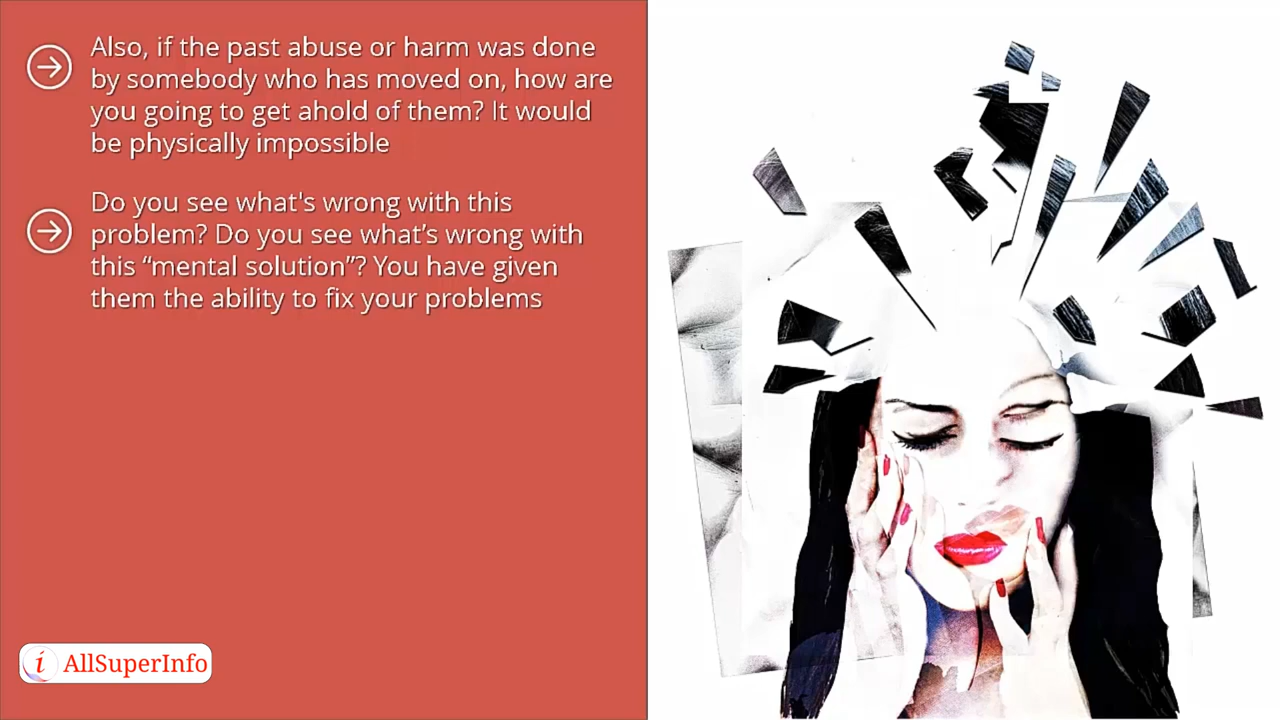 Also, if the past abuse or harm was done
by somebody who has moved on, how are
you going to get ahold of them? It would
be physically impossible
Do you see what's wrong with this
problem? Do you see what’s wrong with
this “mental solution”? You have given
them the ability to fix your problems
i AllSuperInfo